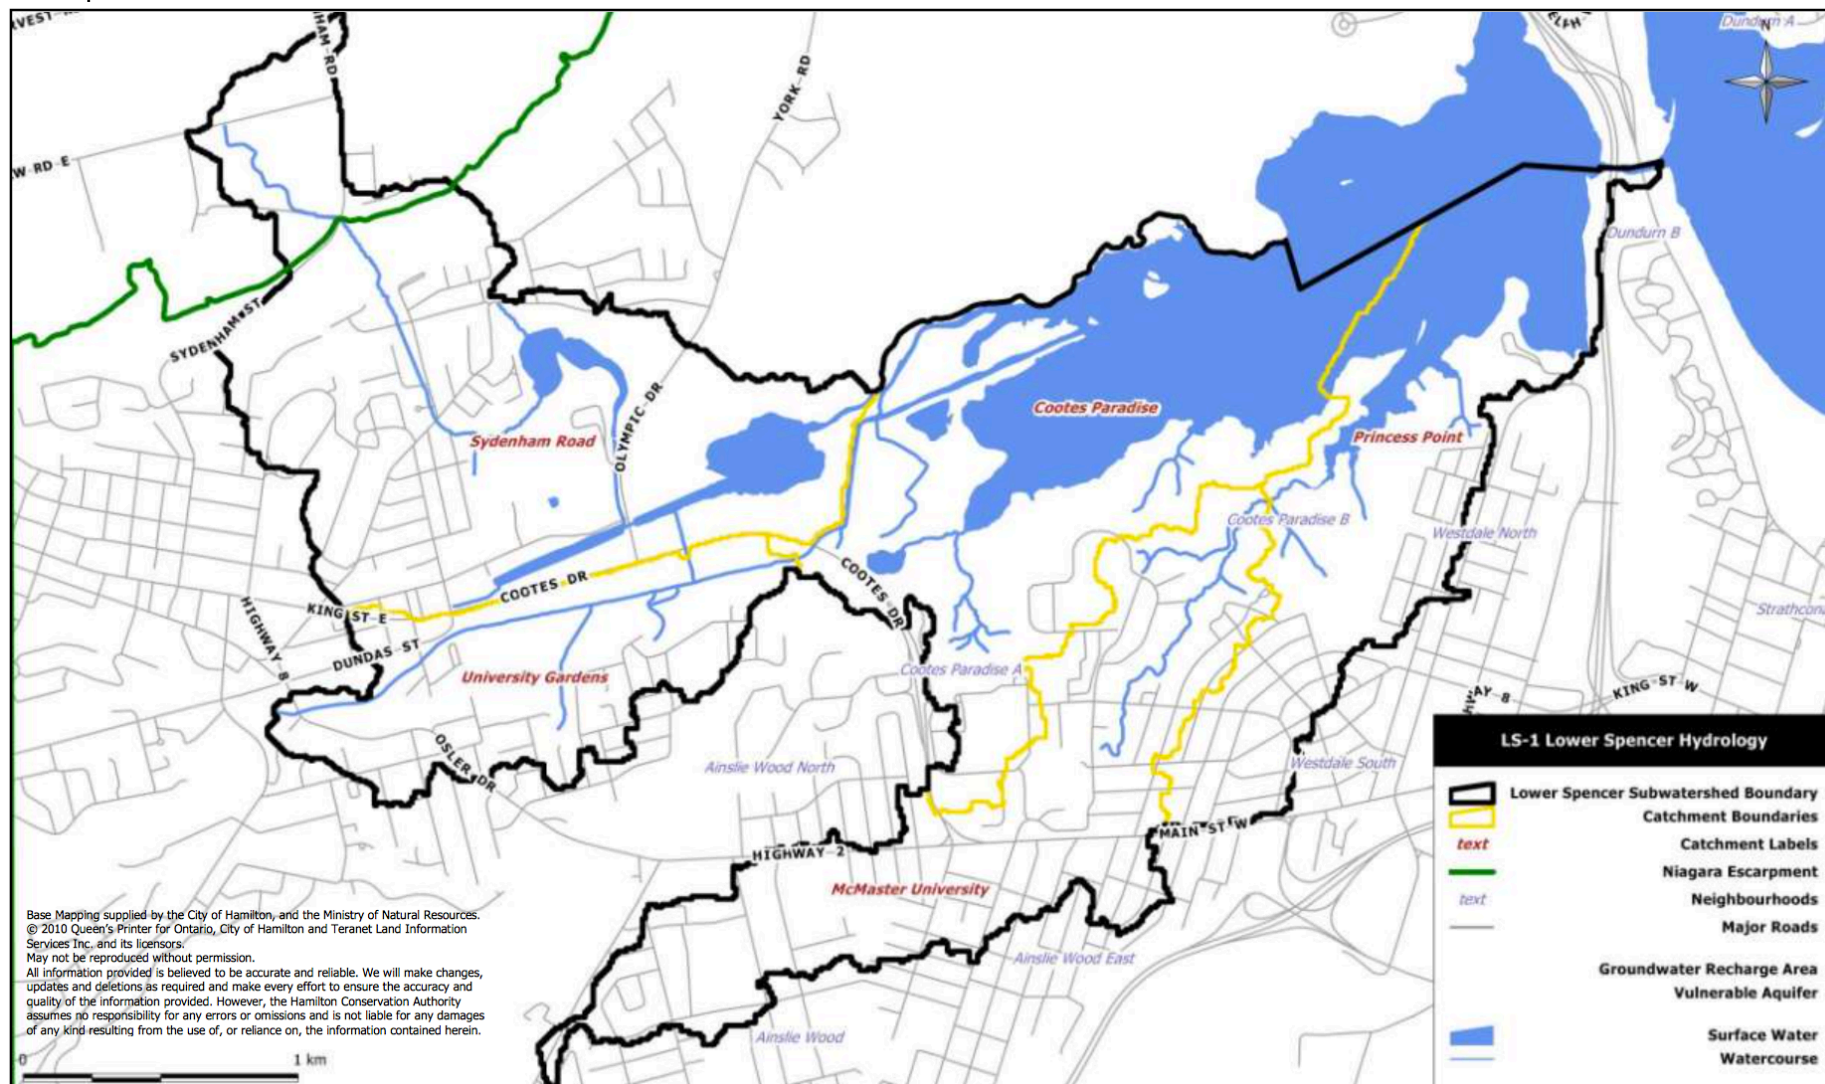 Dundurn A
N
YORK RD
W RD E
Dundurn B
SYDENHAM ST
OLYMPIC DR
Cootes Paradise
Sydenham Road
Princess Point
Cootes Paradise B
Westdale North
COOTES DR
COOTES DR
KING ST E
HIGHWAY 8
Strathcona
DUNDAS ST
University Gardens
Cootes Paradise A
KING ST W
WAY 8
OSLER DR
Ainslie Wood North
Westdale South
MAIN ST W
HIGHWAY 2
McMaster University
Ainslie Wood East
Ainslie Wood
LS-1 Lower Spencer Hydrology
Lower Spencer Subwatershed Boundary
Catchment Boundaries
text Catchment Labels
Niagara Escarpment
text Neighbourhoods
Major Roads
Groundwater Recharge Area
Vulnerable Aquifer
Surface Water
Watercourse
Base Mapping supplied by the City of Hamilton, and the Ministry of Natural Resources.
© 2010 Queen's Printer for Ontario, City of Hamilton and Teranet Land Information
Services Inc. and its licensors.
May not be reproduced without permission.
All information provided is believed to be accurate and reliable. We will make changes,
updates and deletions as required and make every effort to ensure the accuracy and
quality of the information provided. However, the Hamilton Conservation Authority
assumes no responsibility for any errors or omissions and is not liable for any damages
of any kind resulting from the use of, or reliance on, the information contained herein.
0 1 km